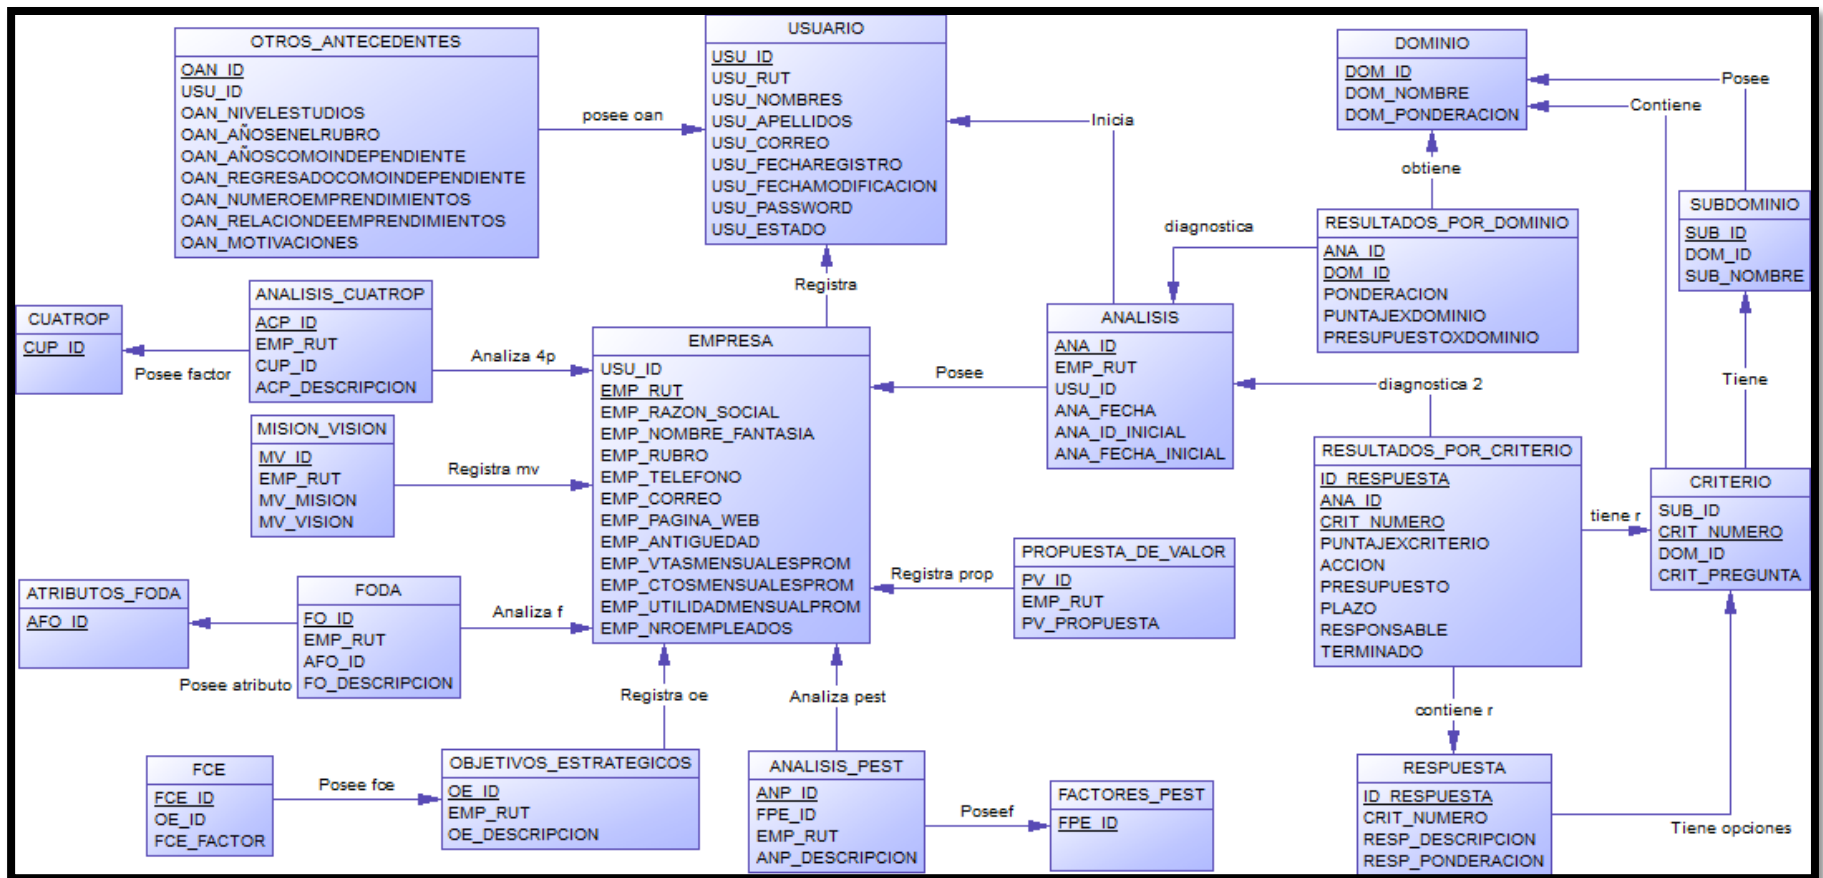 OTROS_ANTECEDENTES
OAN_ID
USU_ID
OAN_NIVELESTUDIOS
OAN_AÑOSENELRUBRO
OAN_AÑOSCOMOINDEPENDIENTE
OAN_REGRESADOCOMOINDEPENDIENTE
OAN_NUMEROEMPRENDIMIENTOS
OAN_RELACIONDEEMPRENDIMIENTOS
OAN_MOTIVACIONES
posee oan
USUARIO
USU_ID
USU_RUT
USU_NOMBRES
USU_APELLIDOS
USU_CORREO
USU_FECHAREGISTRO
USU_FECHAMODIFICACION
USU_PASSWORD
USU_ESTADO
Inicia
DOMINIO
DOM_ID
DOM_NOMBRE
DOM_PONDERACION
Posee
Contiene
obtiene
SUBDOMINIO
SUB_ID
DOM_ID
SUB_NOMBRE
RESULTADOS_POR_DOMINIO
ANA_ID
DOM_ID
PONDERACION
PUNTAJEXDOMINIO
PRESUPUESTOXDOMINIO
diagnostica
Registra
CUATROP
CUP_ID
Posee factor
ANALISIS_CUATROP
ACP_ID
EMP_RUT
CUP_ID
ACP_DESCRIPCION
Analiza 4p
EMPRESA
USU_ID
EMP_RUT
EMP_RAZON_SOCIAL
EMP_NOMBRE_FANTASIA
EMP_RUBRO
EMP_TELEFONO
EMP_CORREO
EMP_PAGINA_WEB
EMP_ANTIGUEDAD
EMP_VTASMENSUALESPROM
EMP_CTOSMENSUALESPROM
EMP_UTILIDADMENSUALPROM
EMP_NROEMPLEADOS
Posee
ANALISIS
ANA_ID
EMP_RUT
USU_ID
ANA_FECHA
ANA_ID_INICIAL
ANA_FECHA_INICIAL
diagnostica 2
Tiene
MISION_VISION
MV_ID
EMP_RUT
MV_MISION
MV_VISION
Registra mv
RESULTADOS_POR_CRITERIO
ID_RESPUESTA
ANA_ID
CRIT_NUMERO
PUNTAJEXCRITERIO
ACCION
PRESUPUESTO
PLAZO
RESPONSABLE
TERMINADO
tiene r
CRITERIO
SUB_ID
CRIT_NUMERO
DOM_ID
CRIT_PREGUNTA
PROPUESTA_DE_VALOR
PV_ID
EMP_RUT
PV_PROPUESTA
Registra prop
ATRIBUTOS_FODA
AFO_ID
Posee atributo
FODA
FO_ID
EMP_RUT
AFO_ID
FO_DESCRIPCION
Analiza f
Registra oe
Analiza pest
contiene r
FCE
FCE_ID
OE_ID
FCE_FACTOR
Posee fce
OBJETIVOS_ESTRATEGICOS
OE_ID
EMP_RUT
OE_DESCRIPCION
ANALISIS_PEST
ANP_ID
FPE_ID
EMP_RUT
ANP_DESCRIPCION
Poseef
FACTORES_PEST
FPE_ID
RESPUESTA
ID_RESPUESTA
CRIT_NUMERO
RESP_DESCRIPCION
RESP_PONDERACION
Tiene opciones